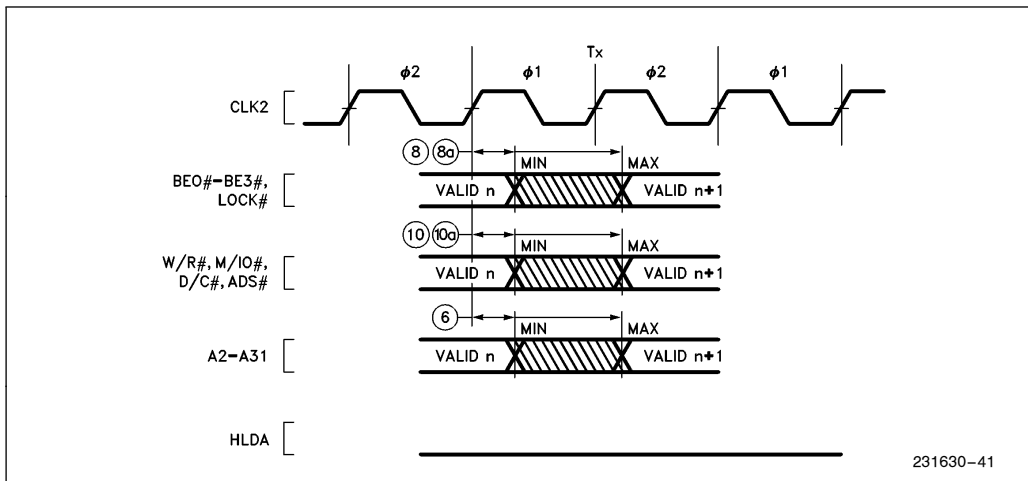 Tx
φ2 φ1 φ2 φ1
CLK2
8 8a MIN MAX
BE0#-BE3#,
LOCK#
VALID n VALID n+1
10 10a MIN MAX
W/R#, M/IO#,
D/C#, ADS#
VALID n VALID n+1
6 MIN MAX
A2-A31
VALID n VALID n+1
HLDA
231630-41